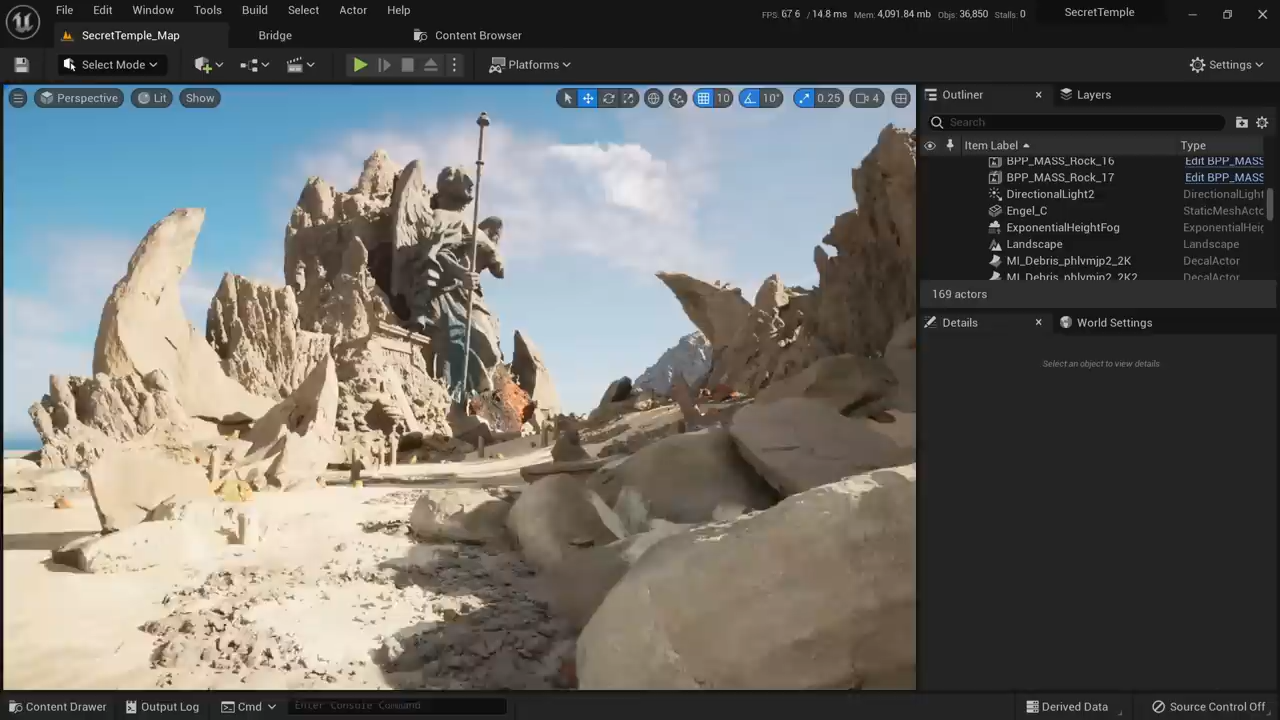 File Edit Window Tools Build Select Actor Help
FPS: 67.6 / 14.8 ms Mem: 4,091.84 mb Objs: 36,850 Stalls: 0
SecretTemple
SecretTemple_Map
Bridge
Content Browser
Select Mode
Platforms
Settings
Perspective
Lit
Show
10
10°
0.25
4
Outliner
Layers
Search
Item Label
Type
BPP_MASS_Rock_16 Edit BPP_MASS
BPP_MASS_Rock_17 Edit BPP_MASS
DirectionalLight2 DirectionalLight
Engel_C StaticMeshActo
ExponentialHeightFog ExponentialHeig
Landscape Landscape
MI_Debris_phlvmjp2_2K DecalActor
MI_Debris_phlvmjp2_2K2 DecalActor
169 actors
Details
World Settings
Select an object to view details
Content Drawer
Output Log
Cmd
Enter Console Command
Derived Data
Source Control Off